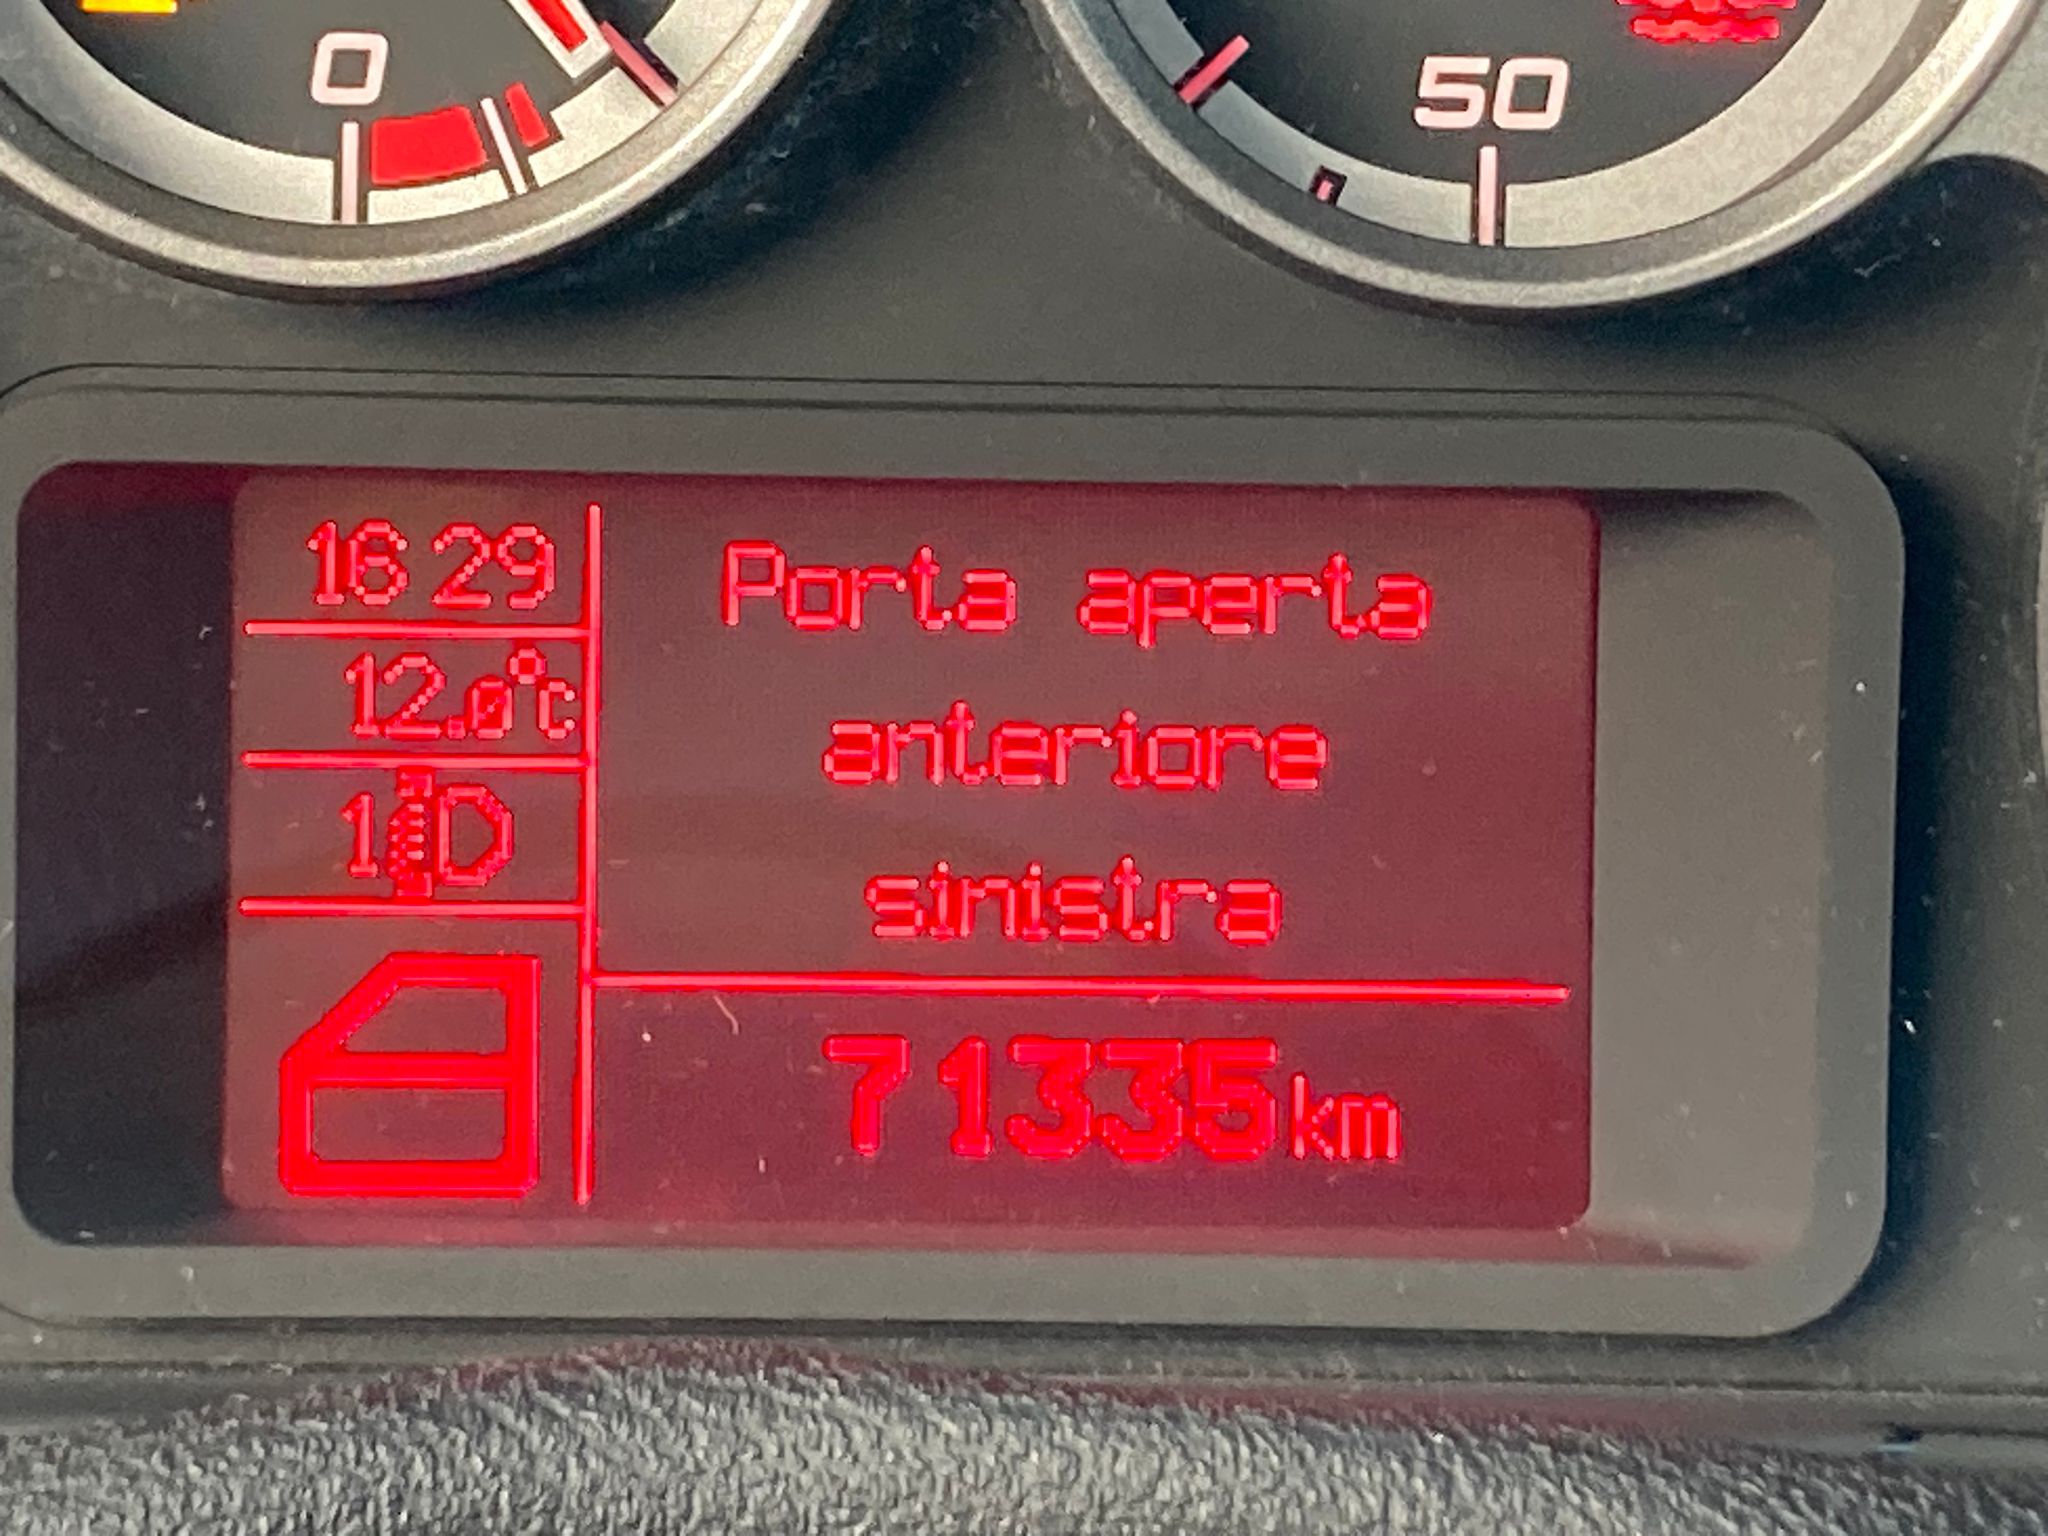 0
50
16 29
12.0°C
1
Porta aperta
anteriore
sinistra
71335km